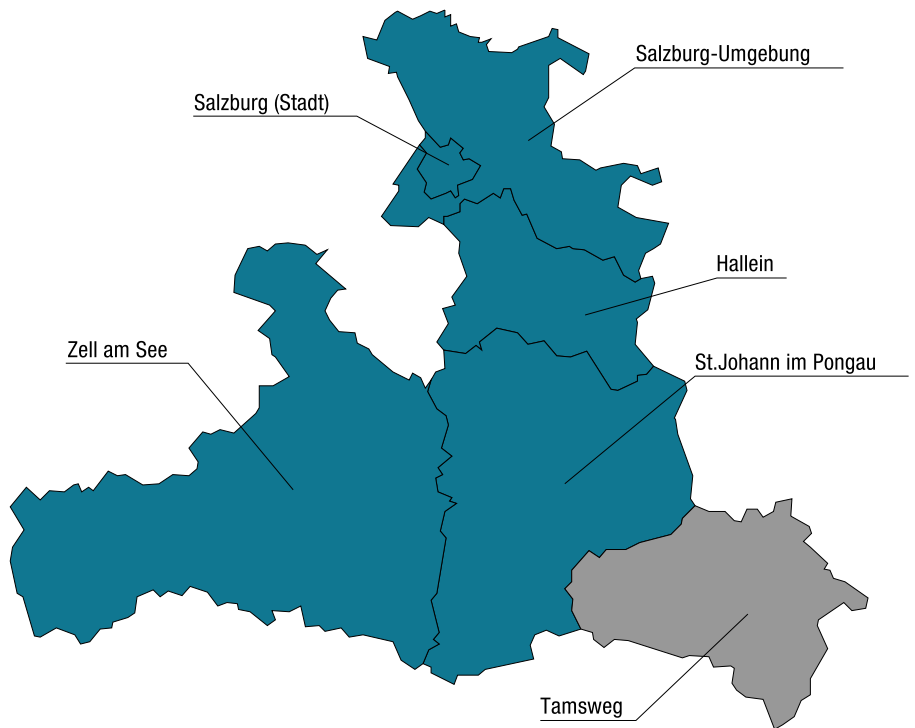 Salzburg-Umgebung
Salzburg (Stadt)
Hallein
Zell am See
St.Johann im Pongau
Tamsweg